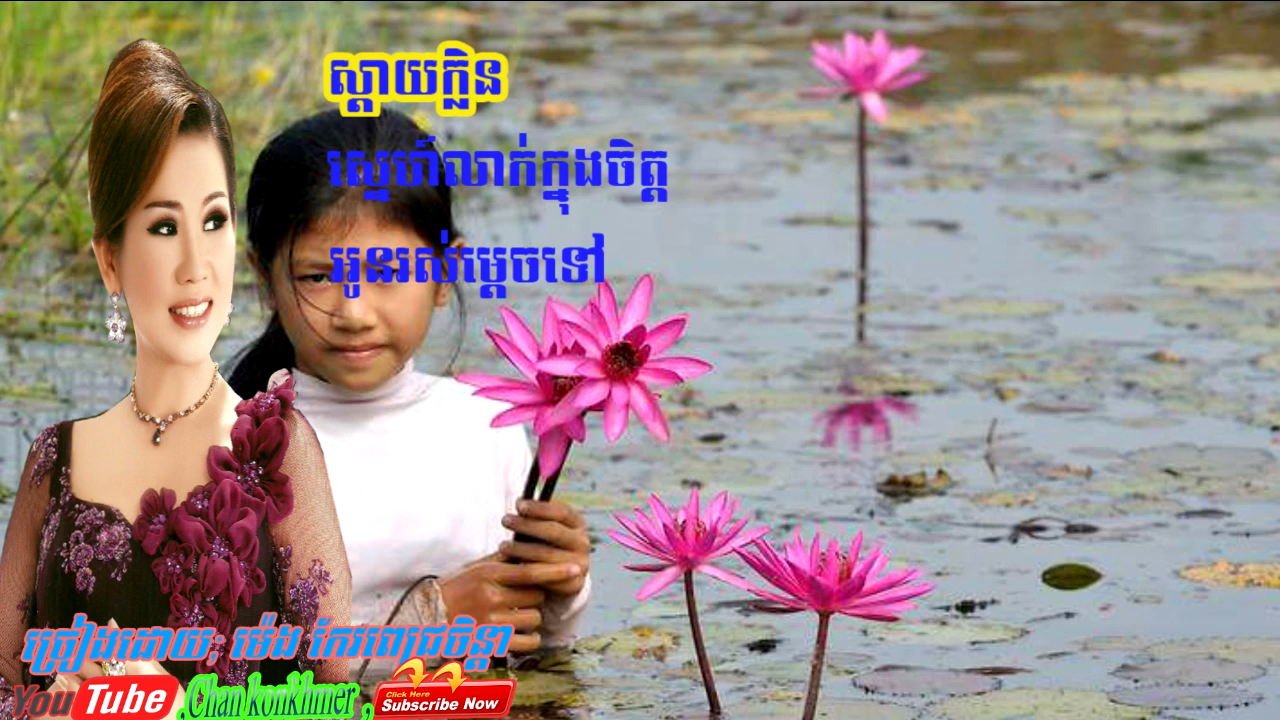 ស្ដាយក្លិន
ស្នេហ៍លាក់ក្នុងចិត្ត
អូនរស់ម្ដេចទៅ
ច្រៀងដោយ: ម៉េង កែវពេជ្រចិន្តា
YouTube ,Chan konkhmer , Click Here
Subscribe Now